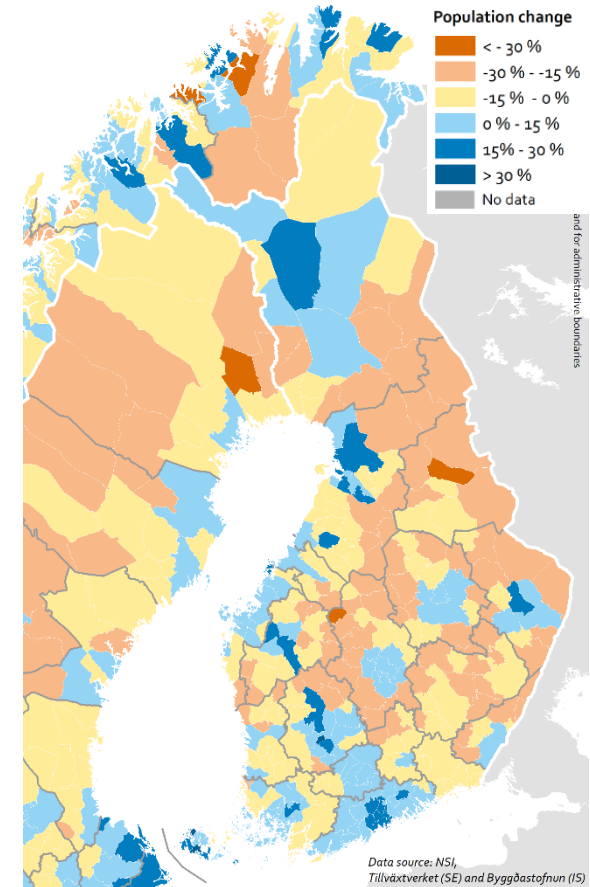 Population change
< - 30 %
-30 % - -15 %
-15 % - 0 %
0 % - 15 %
15% - 30 %
> 30 %
No data
and for administrative boundaries
Data source: NSI,
Tillväxtverket (SE) and Byggðastofnun (IS)